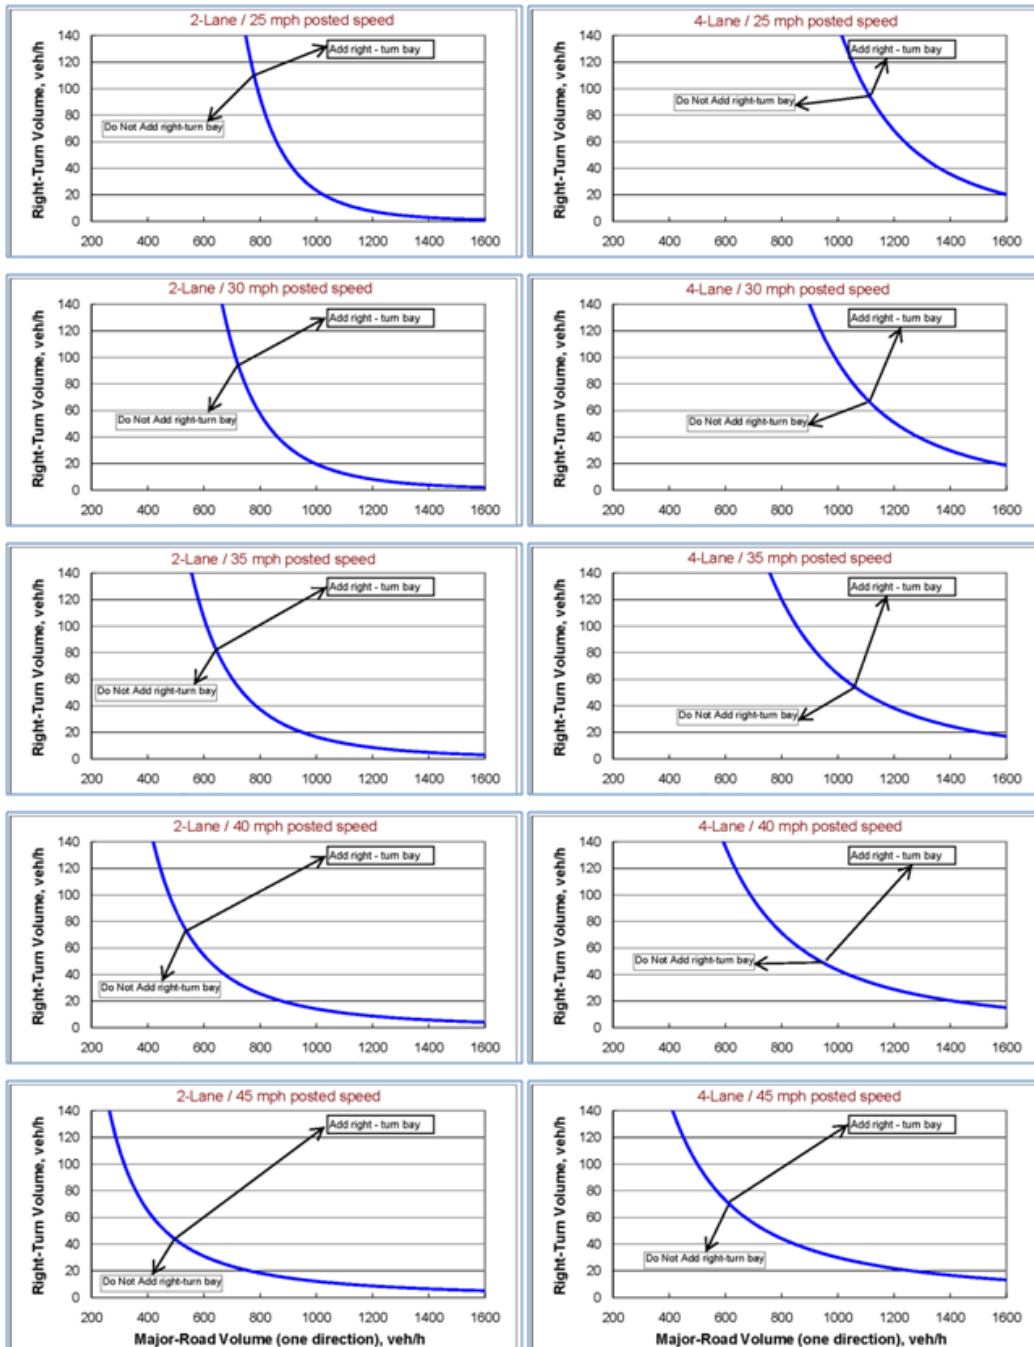 2-Lane / 25 mph posted speed
Right-Turn Volume, veh/h
140
120
100
80
60
40
20
0
Add right - turn bay
Do Not Add right-turn bay
200 400 600 800 1000 1200 1400 1600
4-Lane / 25 mph posted speed
Right-Turn Volume, veh/h
140
120
100
80
60
40
20
0
Add right - turn bay
Do Not Add right-turn bay
200 400 600 800 1000 1200 1400 1600
2-Lane / 30 mph posted speed
Right-Turn Volume, veh/h
140
120
100
80
60
40
20
0
Add right - turn bay
Do Not Add right-turn bay
200 400 600 800 1000 1200 1400 1600
4-Lane / 30 mph posted speed
Right-Turn Volume, veh/h
140
120
100
80
60
40
20
0
Add right - turn bay
Do Not Add right-turn bay
200 400 600 800 1000 1200 1400 1600
2-Lane / 35 mph posted speed
Right-Turn Volume, veh/h
140
120
100
80
60
40
20
0
Add right - turn bay
Do Not Add right-turn bay
200 400 600 800 1000 1200 1400 1600
4-Lane / 35 mph posted speed
Right-Turn Volume, veh/h
140
120
100
80
60
40
20
0
Add right - turn bay
Do Not Add right-turn bay
200 400 600 800 1000 1200 1400 1600
2-Lane / 40 mph posted speed
Right-Turn Volume, veh/h
140
120
100
80
60
40
20
0
Add right - turn bay
Do Not Add right-turn bay
200 400 600 800 1000 1200 1400 1600
4-Lane / 40 mph posted speed
Right-Turn Volume, veh/h
140
120
100
80
60
40
20
0
Add right - turn bay
Do Not Add right-turn bay
200 400 600 800 1000 1200 1400 1600
2-Lane / 45 mph posted speed
Right-Turn Volume, veh/h
140
120
100
80
60
40
20
0
Add right - turn bay
Do Not Add right-turn bay
200 400 600 800 1000 1200 1400 1600
Major-Road Volume (one direction), veh/h
4-Lane / 45 mph posted speed
Right-Turn Volume, veh/h
140
120
100
80
60
40
20
0
Add right - turn bay
Do Not Add right-turn bay
200 400 600 800 1000 1200 1400 1600
Major-Road Volume (one direction), veh/h